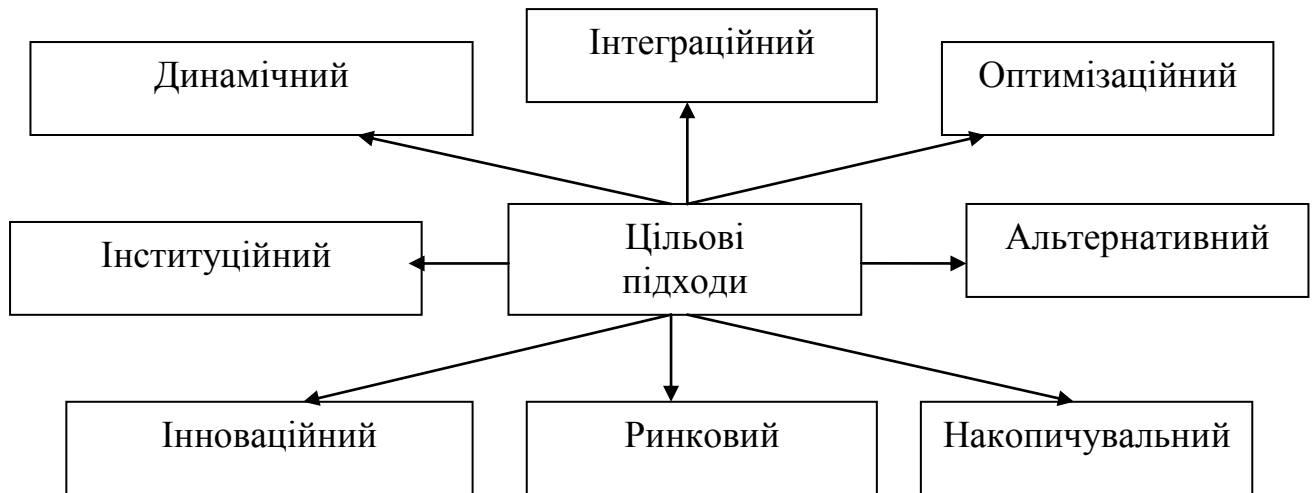 Інтеграційний
Динамічний
Оптимізаційний
Цільові
підходи
Інституційний
Альтернативний
Інноваційний
Ринковий
Накопичувальний